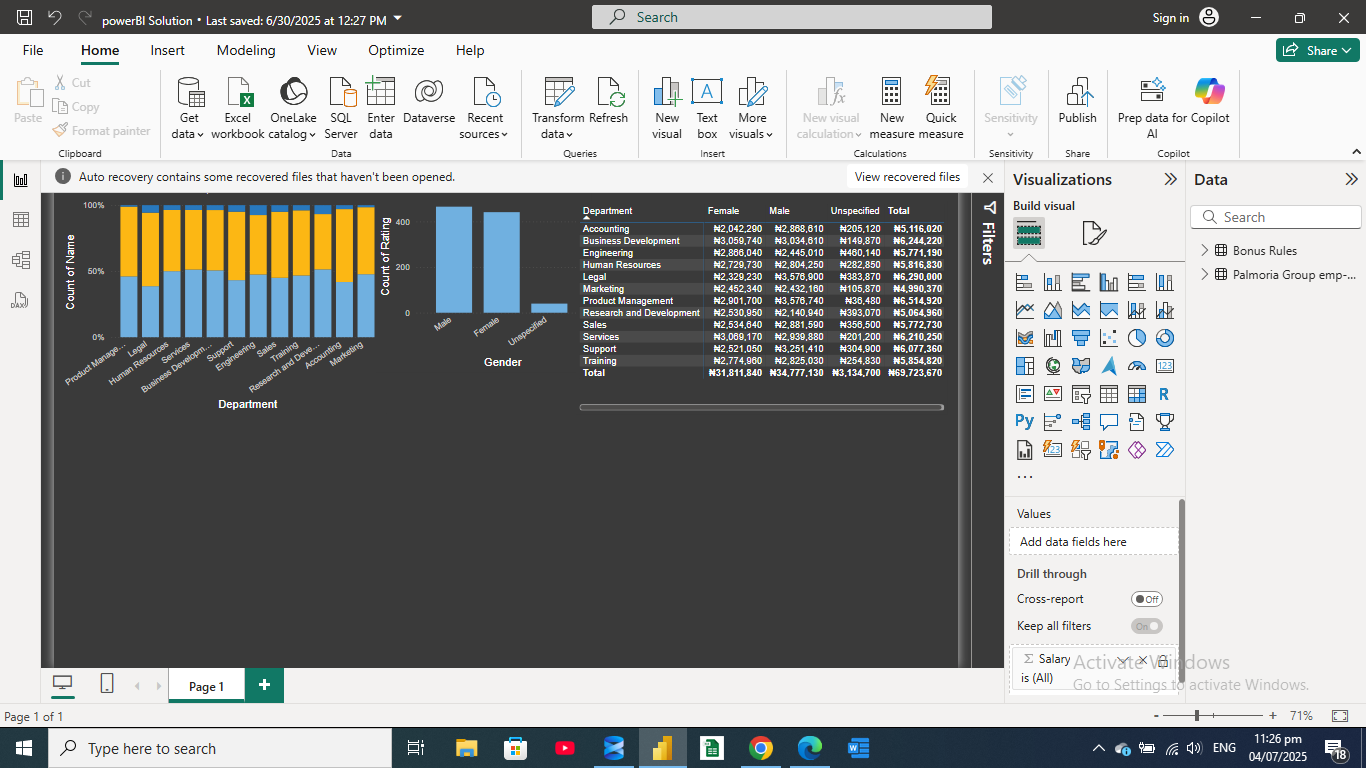 powerBI Solution • Last saved: 6/30/2025 at 12:27 PM
Search
Sign in
File Home Insert Modeling View Optimize Help
Share
Paste
Cut
Copy
Format painter
Clipboard
Get data
Excel workbook
OneLake catalog
SQL Server
Enter data
Dataverse
Recent sources
Data
Transform data
Refresh
Queries
New visual
Text box
More visuals
Insert
New visual calculation
New measure
Quick measure
Calculations
Sensitivity
Sensitivity
Publish
Share
Prep data for AI
Copilot
Copilot
Auto recovery contains some recovered files that haven't been opened.
View recovered files
Count of Name
100%
50%
0%
Product Manage...
Legal
Human Resources
Services
Business Developm...
Support
Engineering
Sales
Training
Research and Deve...
Accounting
Marketing
Department
Count of Rating
400
200
0
Male
Female
Unspecified
Gender
Department Female Male Unspecified Total
Accounting ₦2,042,290 ₦2,868,610 ₦205,120 ₦5,116,020
Business Development ₦3,059,740 ₦3,034,610 ₦149,870 ₦6,244,220
Engineering ₦2,866,040 ₦2,445,010 ₦460,140 ₦5,771,190
Human Resources ₦2,729,730 ₦2,804,250 ₦282,850 ₦5,816,830
Legal ₦2,329,230 ₦3,576,900 ₦383,870 ₦6,290,000
Marketing ₦2,452,340 ₦2,432,160 ₦105,870 ₦4,990,370
Product Management ₦2,901,700 ₦3,576,740 ₦36,480 ₦6,514,920
Research and Development ₦2,530,950 ₦2,140,940 ₦393,070 ₦5,064,960
Sales ₦2,534,640 ₦2,881,590 ₦356,500 ₦5,772,730
Services ₦3,069,170 ₦2,939,880 ₦201,200 ₦6,210,250
Support ₦2,521,050 ₦3,251,410 ₦304,900 ₦6,077,360
Training ₦2,774,960 ₦2,825,030 ₦254,830 ₦5,854,820
Total ₦31,811,840 ₦34,777,130 ₦3,134,700 ₦69,723,670
Filters
Visualizations
Build visual
123
R
Py
123
...
Values
Add data fields here
Drill through
Cross-report
Off
Keep all filters
On
Σ Salary
is (All)
Data
Search
Bonus Rules
Palmoria Group emp-...
Activate Windows
Go to Settings to activate Windows.
DAX
Page 1
+
Page 1 of 1
- + 71%
Type here to search
ENG
11:26 pm
04/07/2025
18